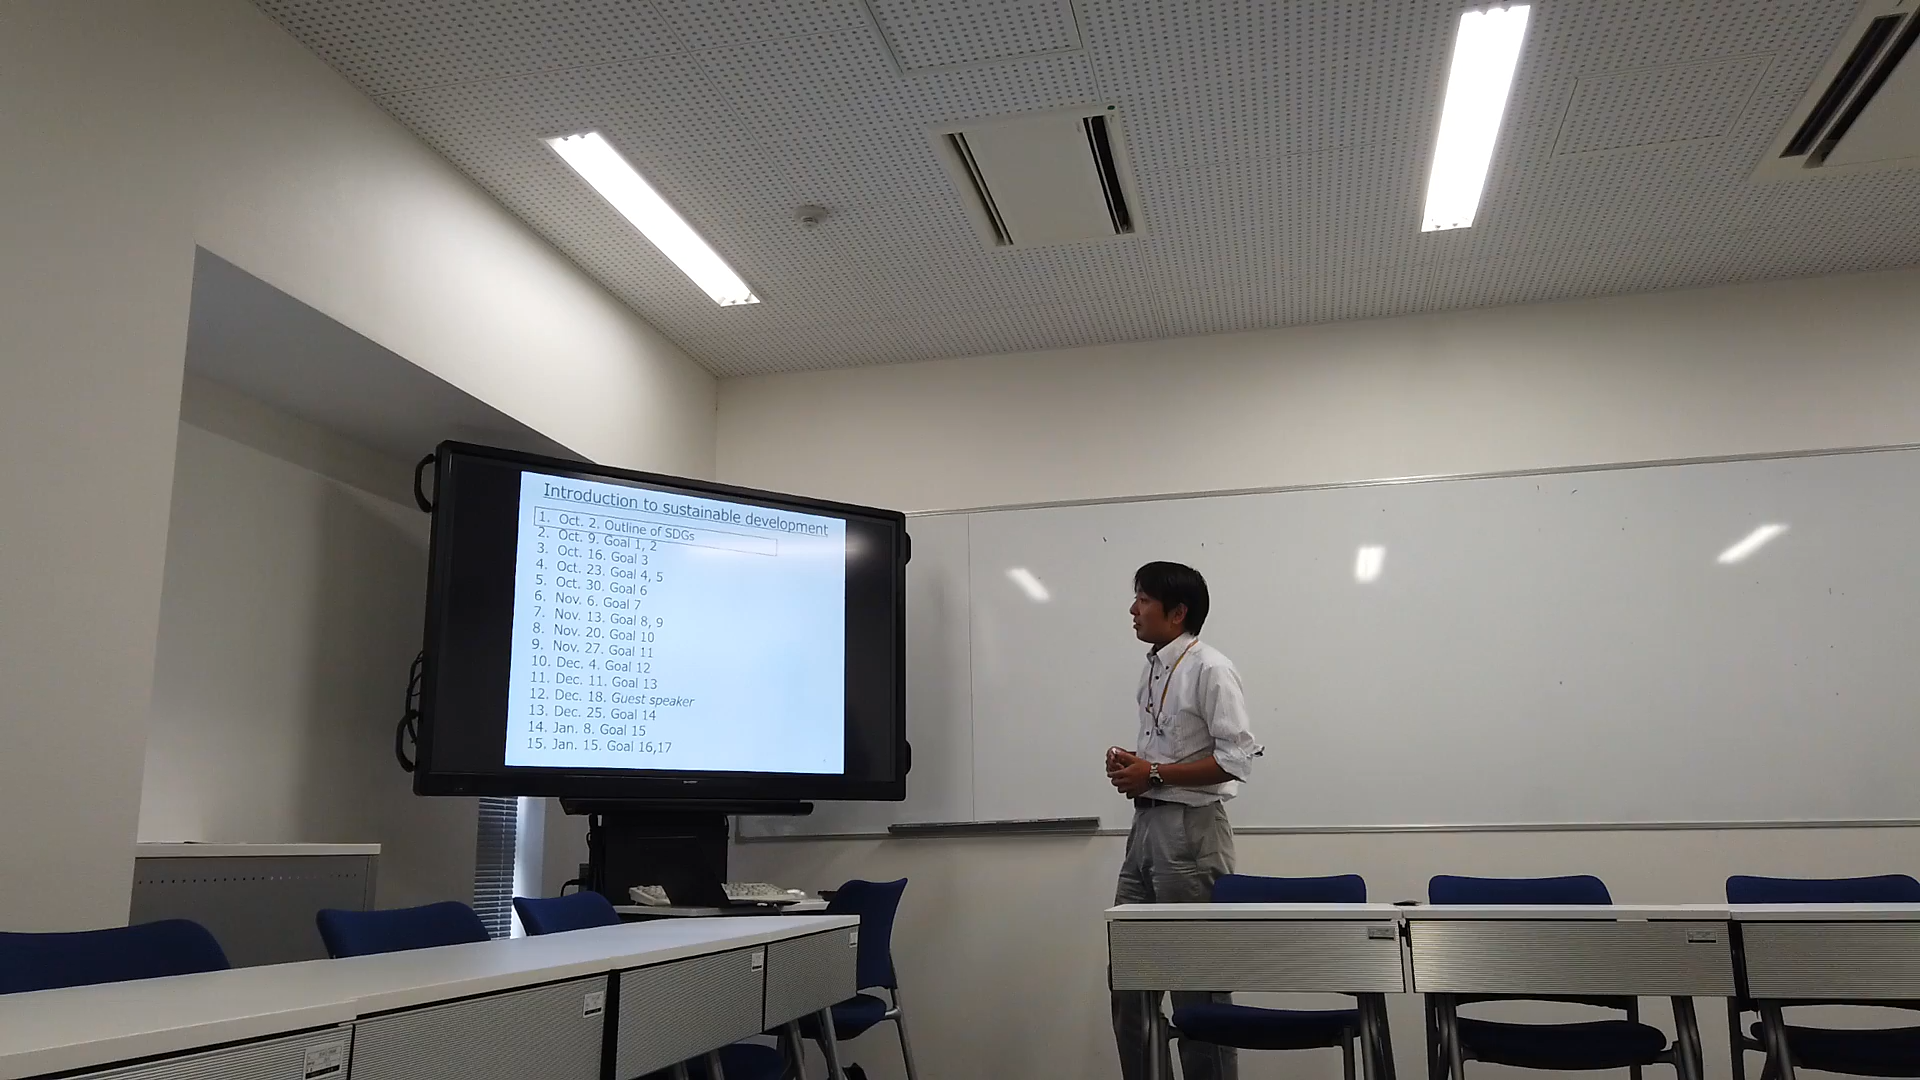 Introduction to sustainable development
1. Oct. 2. Outline of SDGs
2. Oct. 9. Goal 1, 2
3. Oct. 16. Goal 3
4. Oct. 23. Goal 4, 5
5. Oct. 30. Goal 6
6. Nov. 6. Goal 7
7. Nov. 13. Goal 8, 9
8. Nov. 20. Goal 10
9. Nov. 27. Goal 11
10. Dec. 4. Goal 12
11. Dec. 11. Goal 13
12. Dec. 18. Guest speaker
13. Dec. 25. Goal 14
14. Jan. 8. Goal 15
15. Jan. 15. Goal 16,17